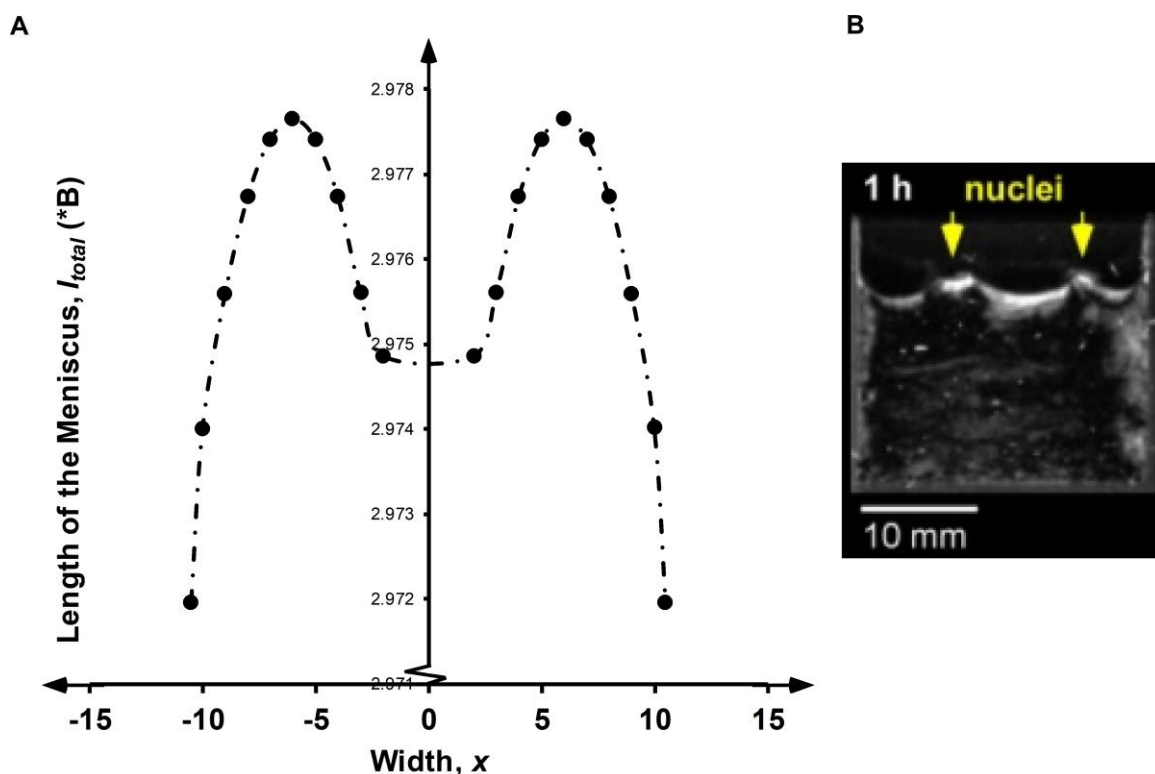 A
B
Length of the Meniscus, l_total (*B)
2.978
2.977
2.976
2.975
2.974
2.973
2.972
2.971
-15 -10 -5 0 5 10 15
Width, x
1 h nuclei
10 mm